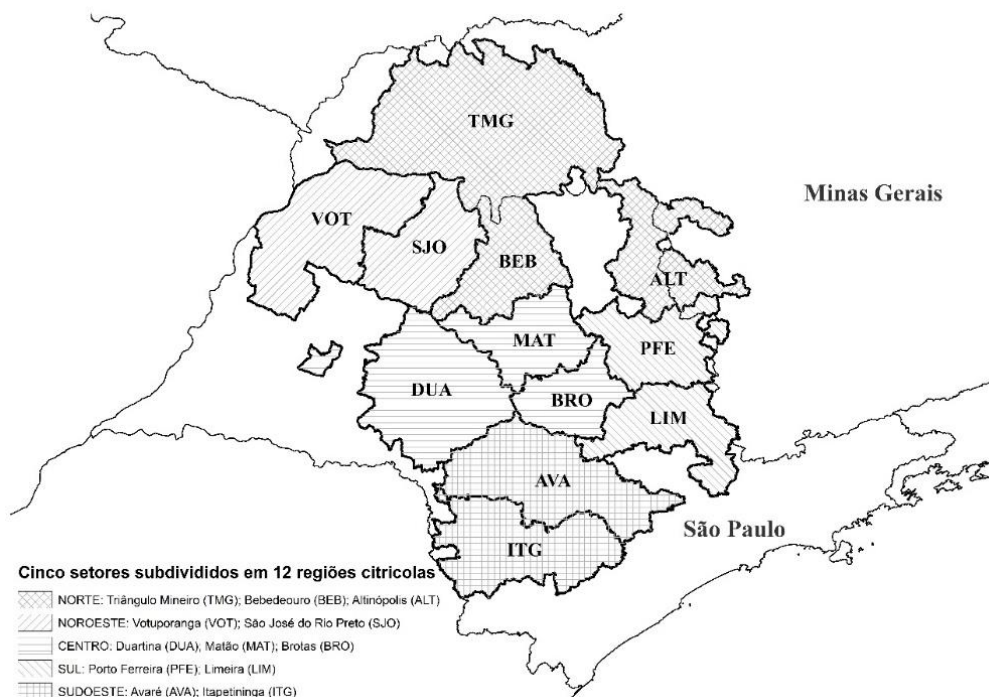 TMG
Minas Gerais
VOT
SJO
BEB
ALT
MAT
PFE
DUA
BRO
LIM
AVA
São Paulo
ITG
Cinco setores subdivididos em 12 regiões citricolas
NORTE: Triângulo Mineiro (TMG); Bebedeouro (BEB); Altinópolis (ALT)
NOROESTE: Votuporanga (VOT); São José do Rio Preto (SJO)
CENTRO: Duartina (DUA); Matão (MAT); Brotas (BRO)
SUL: Porto Ferreira (PFE); Limeira (LIM)
SUDOESTE: Avaré (AVA); Itapetininga (ITG)